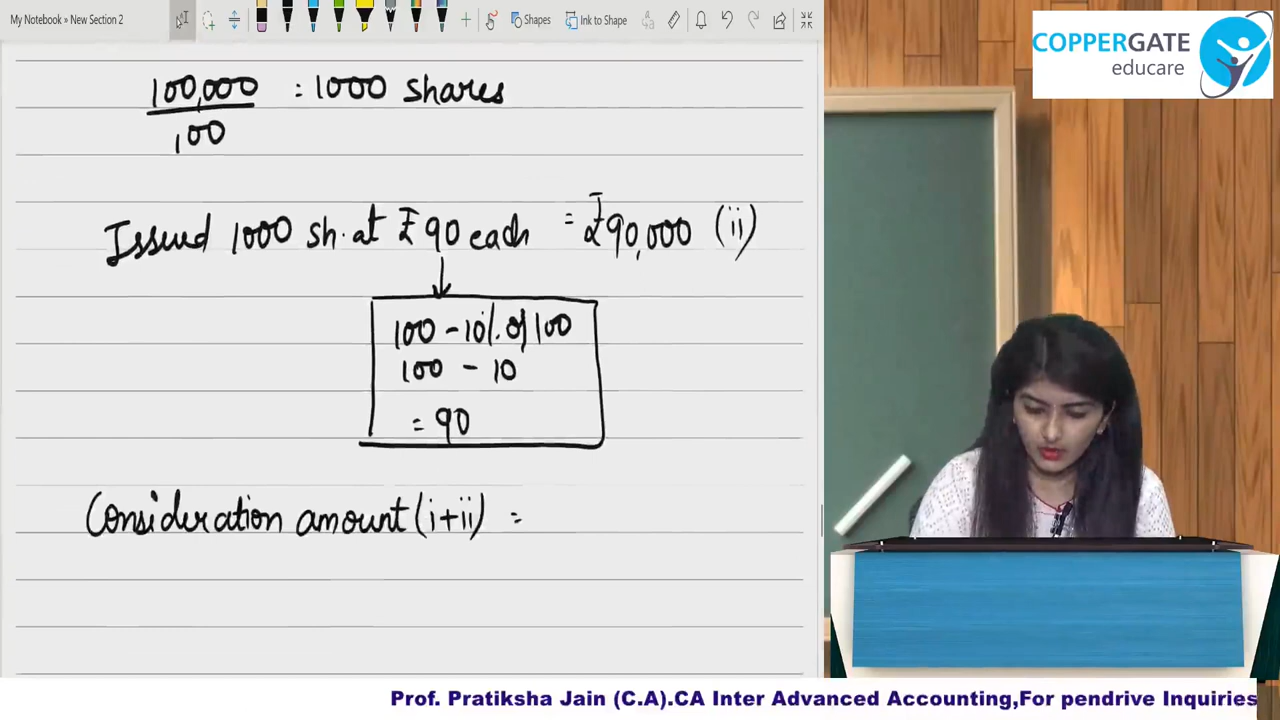 My Notebook » New Section 2
Shapes
Ink to Shape
COPPERGATE
educare
100,000 : 1000 shares
100
Issued 1000 sh. at ₹90 each = ₹90,000 (ii)
100 - 10% of 100
100 - 10
= 90
Consideration amount (i+ii) =
Prof. Pratiksha Jain (C.A).CA Inter Advanced Accounting,For pendrive Inquiries